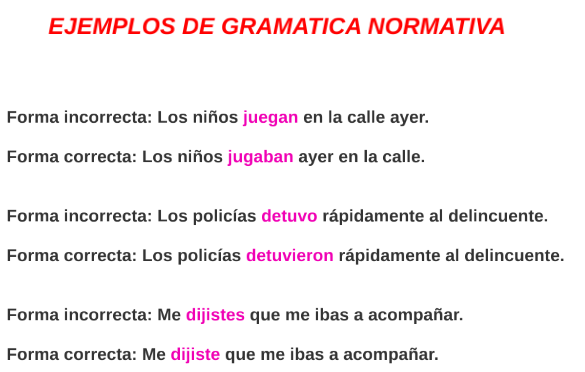 EJEMPLOS DE GRAMATICA NORMATIVA
Forma incorrecta: Los niños juegan en la calle ayer.
Forma correcta: Los niños jugaban ayer en la calle.
Forma incorrecta: Los policías detuvo rápidamente al delincuente.
Forma correcta: Los policías detuvieron rápidamente al delincuente.
Forma incorrecta: Me dijistes que me ibas a acompañar.
Forma correcta: Me dijiste que me ibas a acompañar.